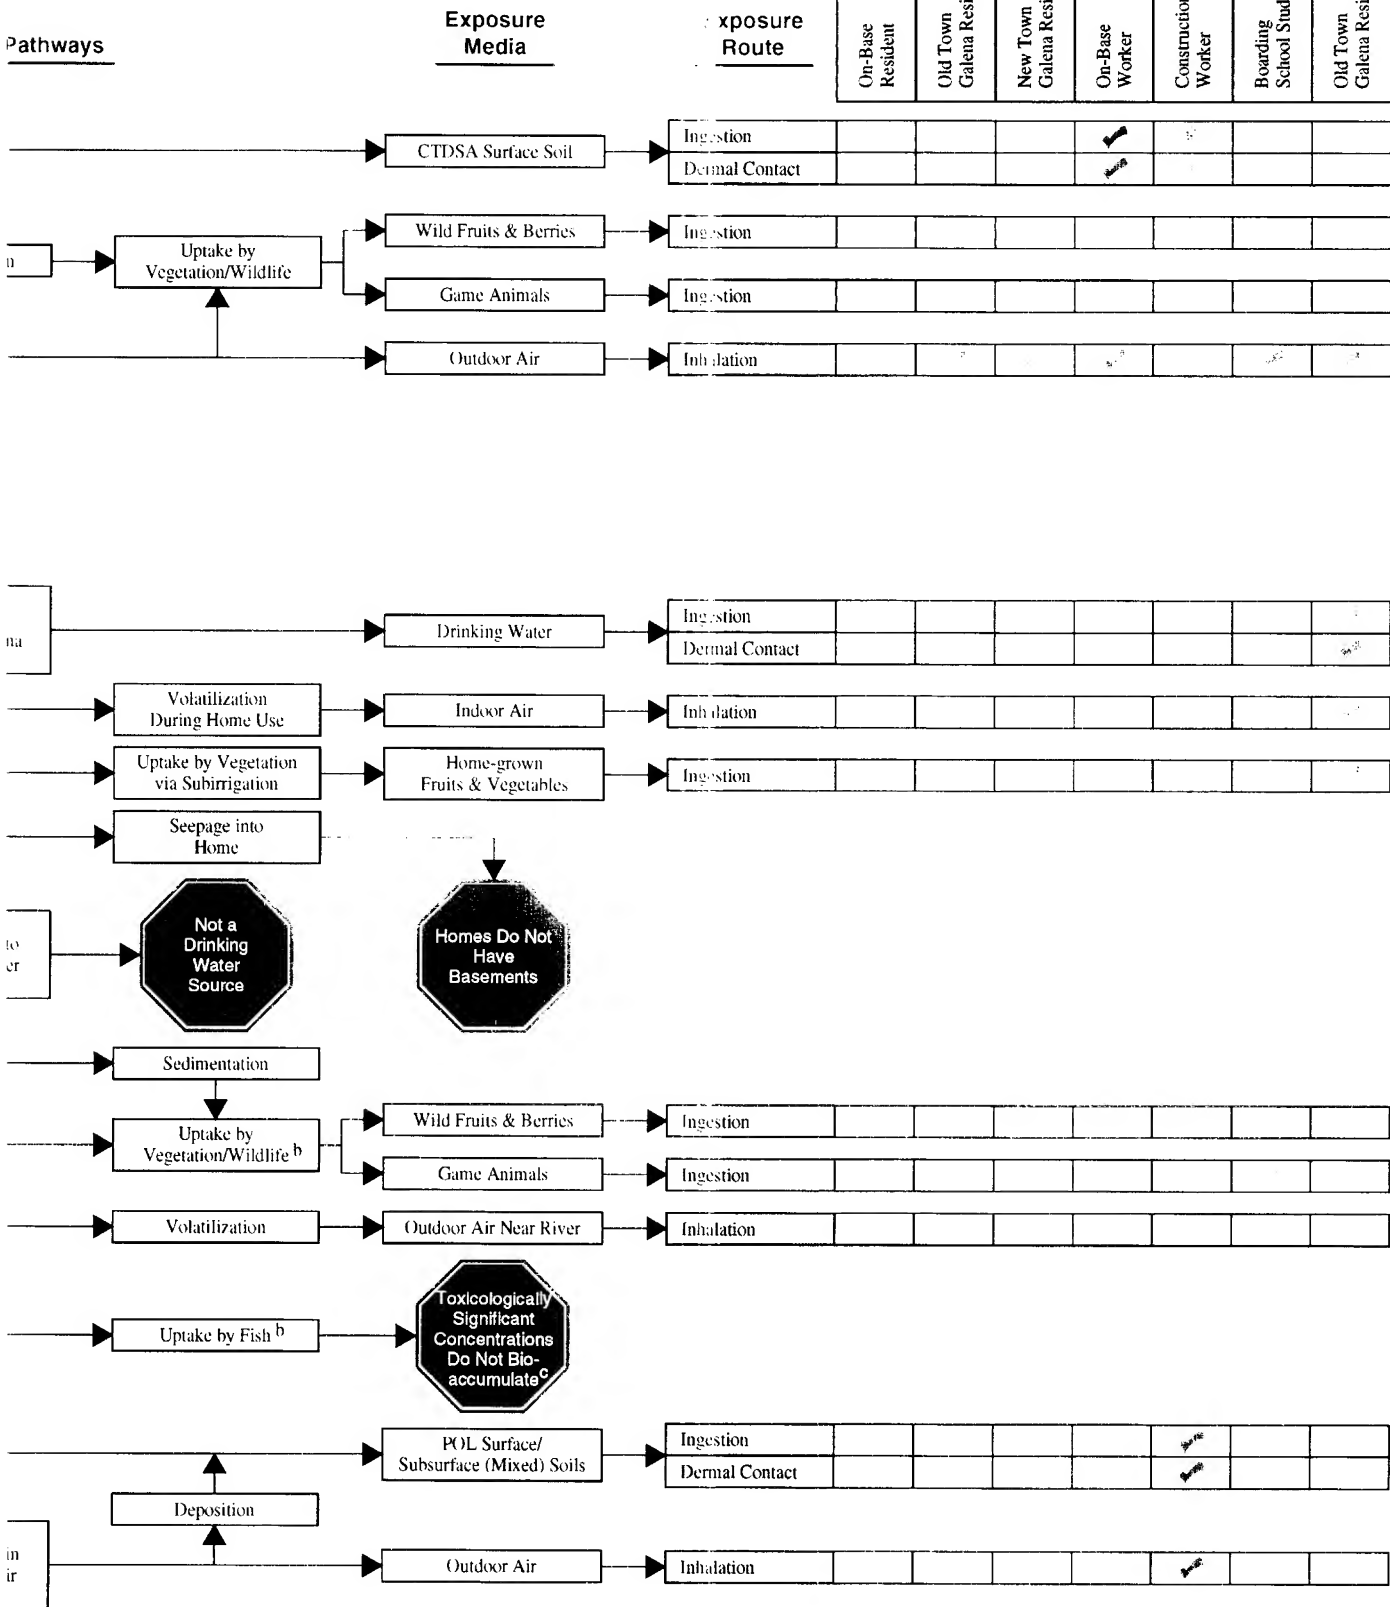 Pathways
Exposure
Media
xposure
Route
On-Base
Resident
Old Town
Galena Resi
New Town
Galena Resi
On-Base
Worker
Construction
Worker
Boarding
School Stud
Old Town
Galena Resi
CTDSA Surface Soil
Ingestion
Dermal Contact
Wild Fruits & Berries
Ingestion
n
Uptake by
Vegetation/Wildlife
Game Animals
Ingestion
Outdoor Air
Inhalation
na
Drinking Water
Ingestion
Dermal Contact
Volatilization
During Home Use
Indoor Air
Inhalation
Uptake by Vegetation
via Subirrigation
Home-grown
Fruits & Vegetables
Ingestion
Seepage into
Home
to
er
Not a
Drinking
Water
Source
Homes Do Not
Have
Basements
Sedimentation
Uptake by
Vegetation/Wildlife b
Wild Fruits & Berries
Ingestion
Game Animals
Ingestion
Volatilization
Outdoor Air Near River
Inhalation
Uptake by Fish b
Toxicologically
Significant
Concentrations
Do Not Bio-
accumulate c
POL Surface/
Subsurface (Mixed) Soils
Ingestion
Dermal Contact
Deposition
in
ir
Outdoor Air
Inhalation